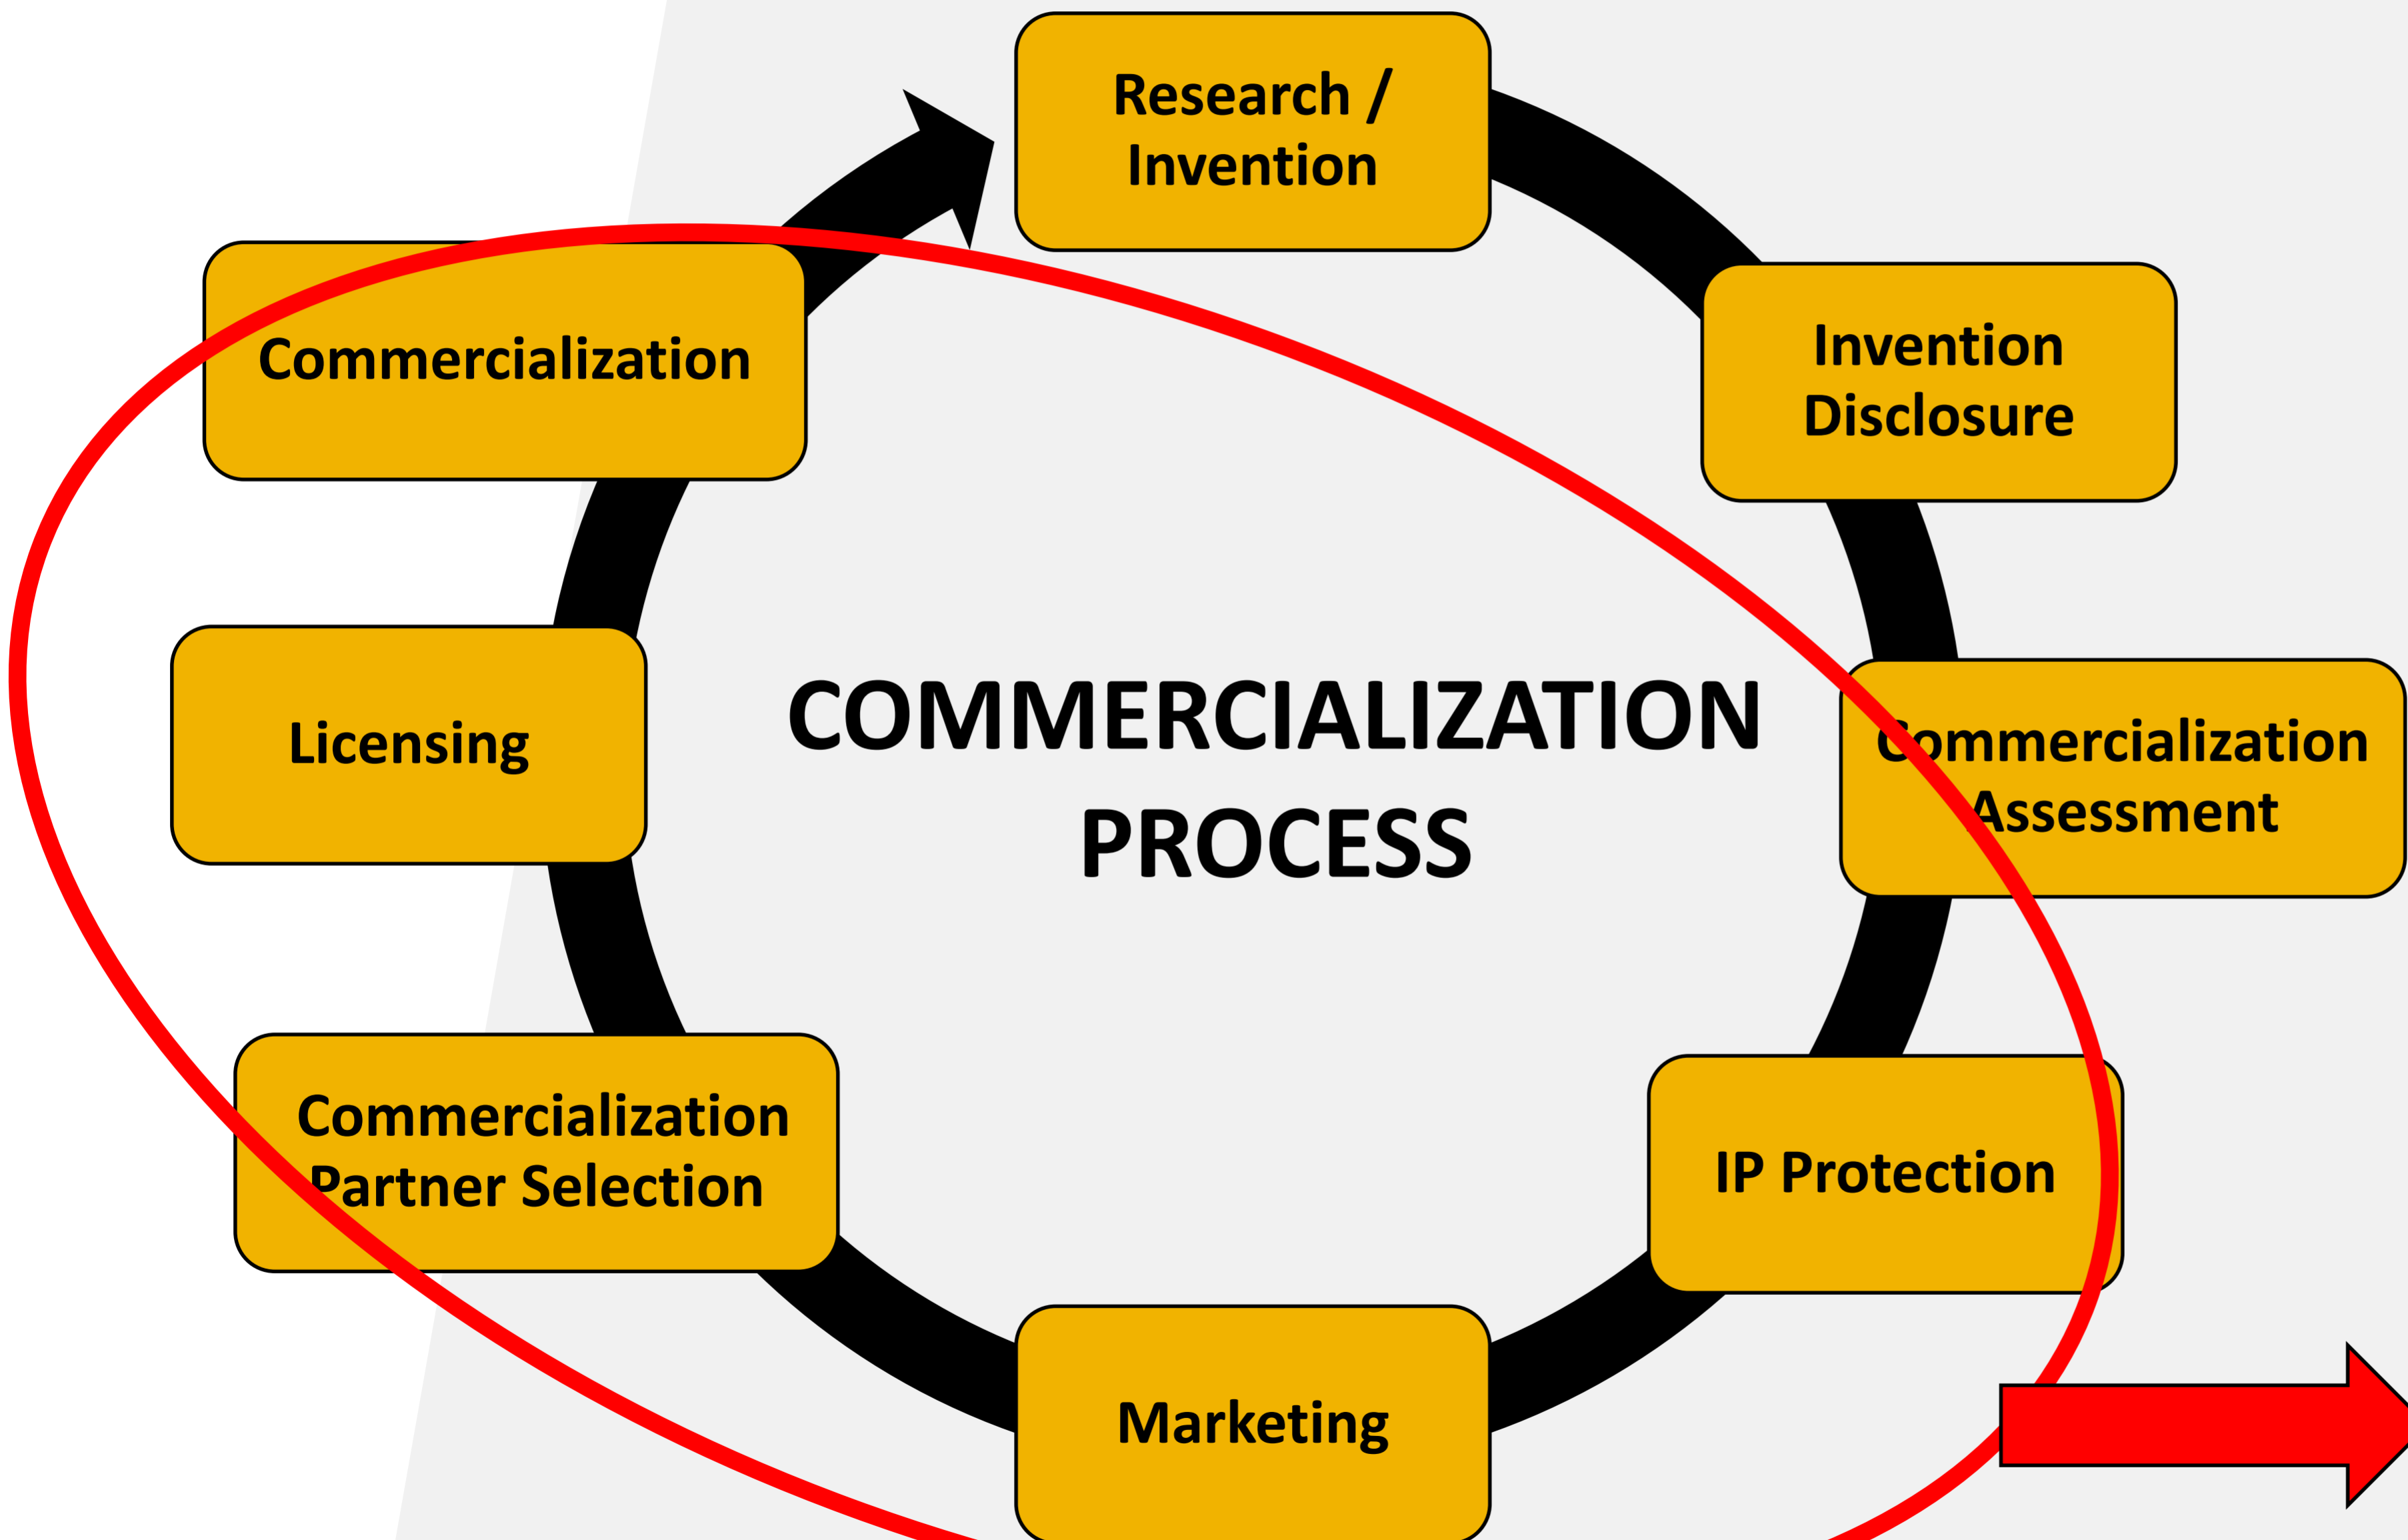 Research /
Invention
Invention
Disclosure
Commercialization
Assessment
IP Protection
Marketing
Commercialization
Partner Selection
Licensing
Commercialization
COMMERCIALIZATION
PROCESS